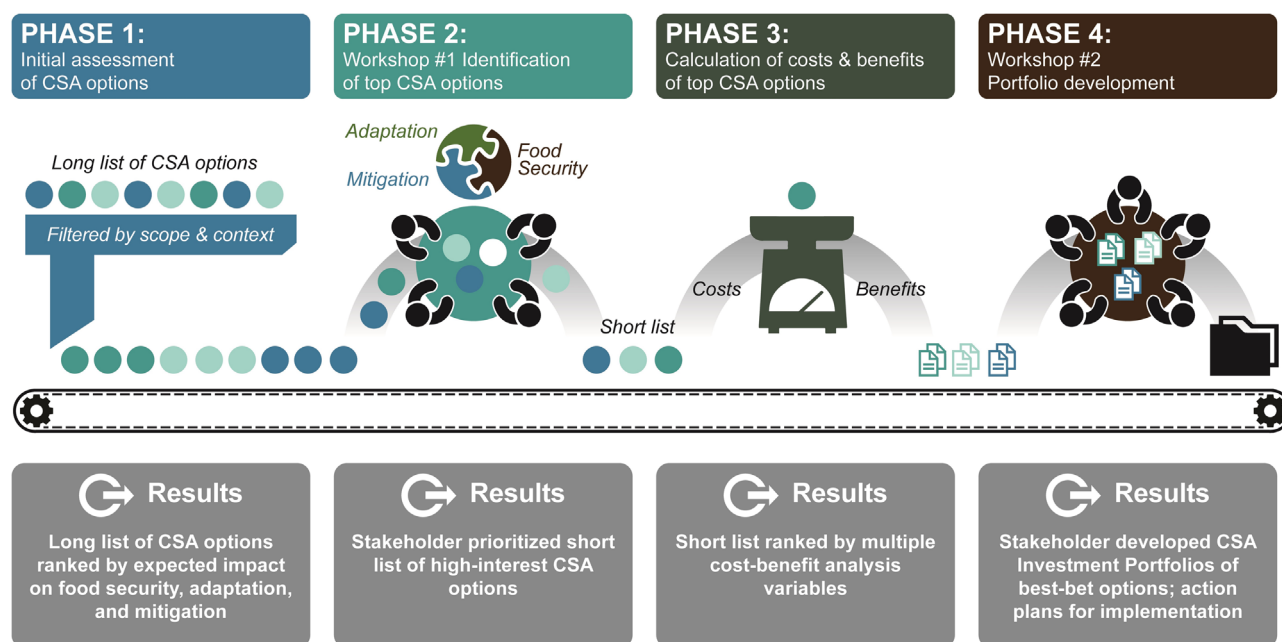 PHASE 1:
Initial assessment
of CSA options
PHASE 2:
Workshop #1 Identification
of top CSA options
PHASE 3:
Calculation of costs & benefits
of top CSA options
PHASE 4:
Workshop #2
Portfolio development
Long list of CSA options
Filtered by scope & context
Adaptation
Mitigation
Food
Security
Short list
Costs
Benefits
Results
Long list of CSA options
ranked by expected impact
on food security, adaptation,
and mitigation
Results
Stakeholder prioritized short
list of high-interest CSA
options
Results
Short list ranked by multiple
cost-benefit analysis
variables
Results
Stakeholder developed CSA
Investment Portfolios of
best-bet options; action
plans for implementation